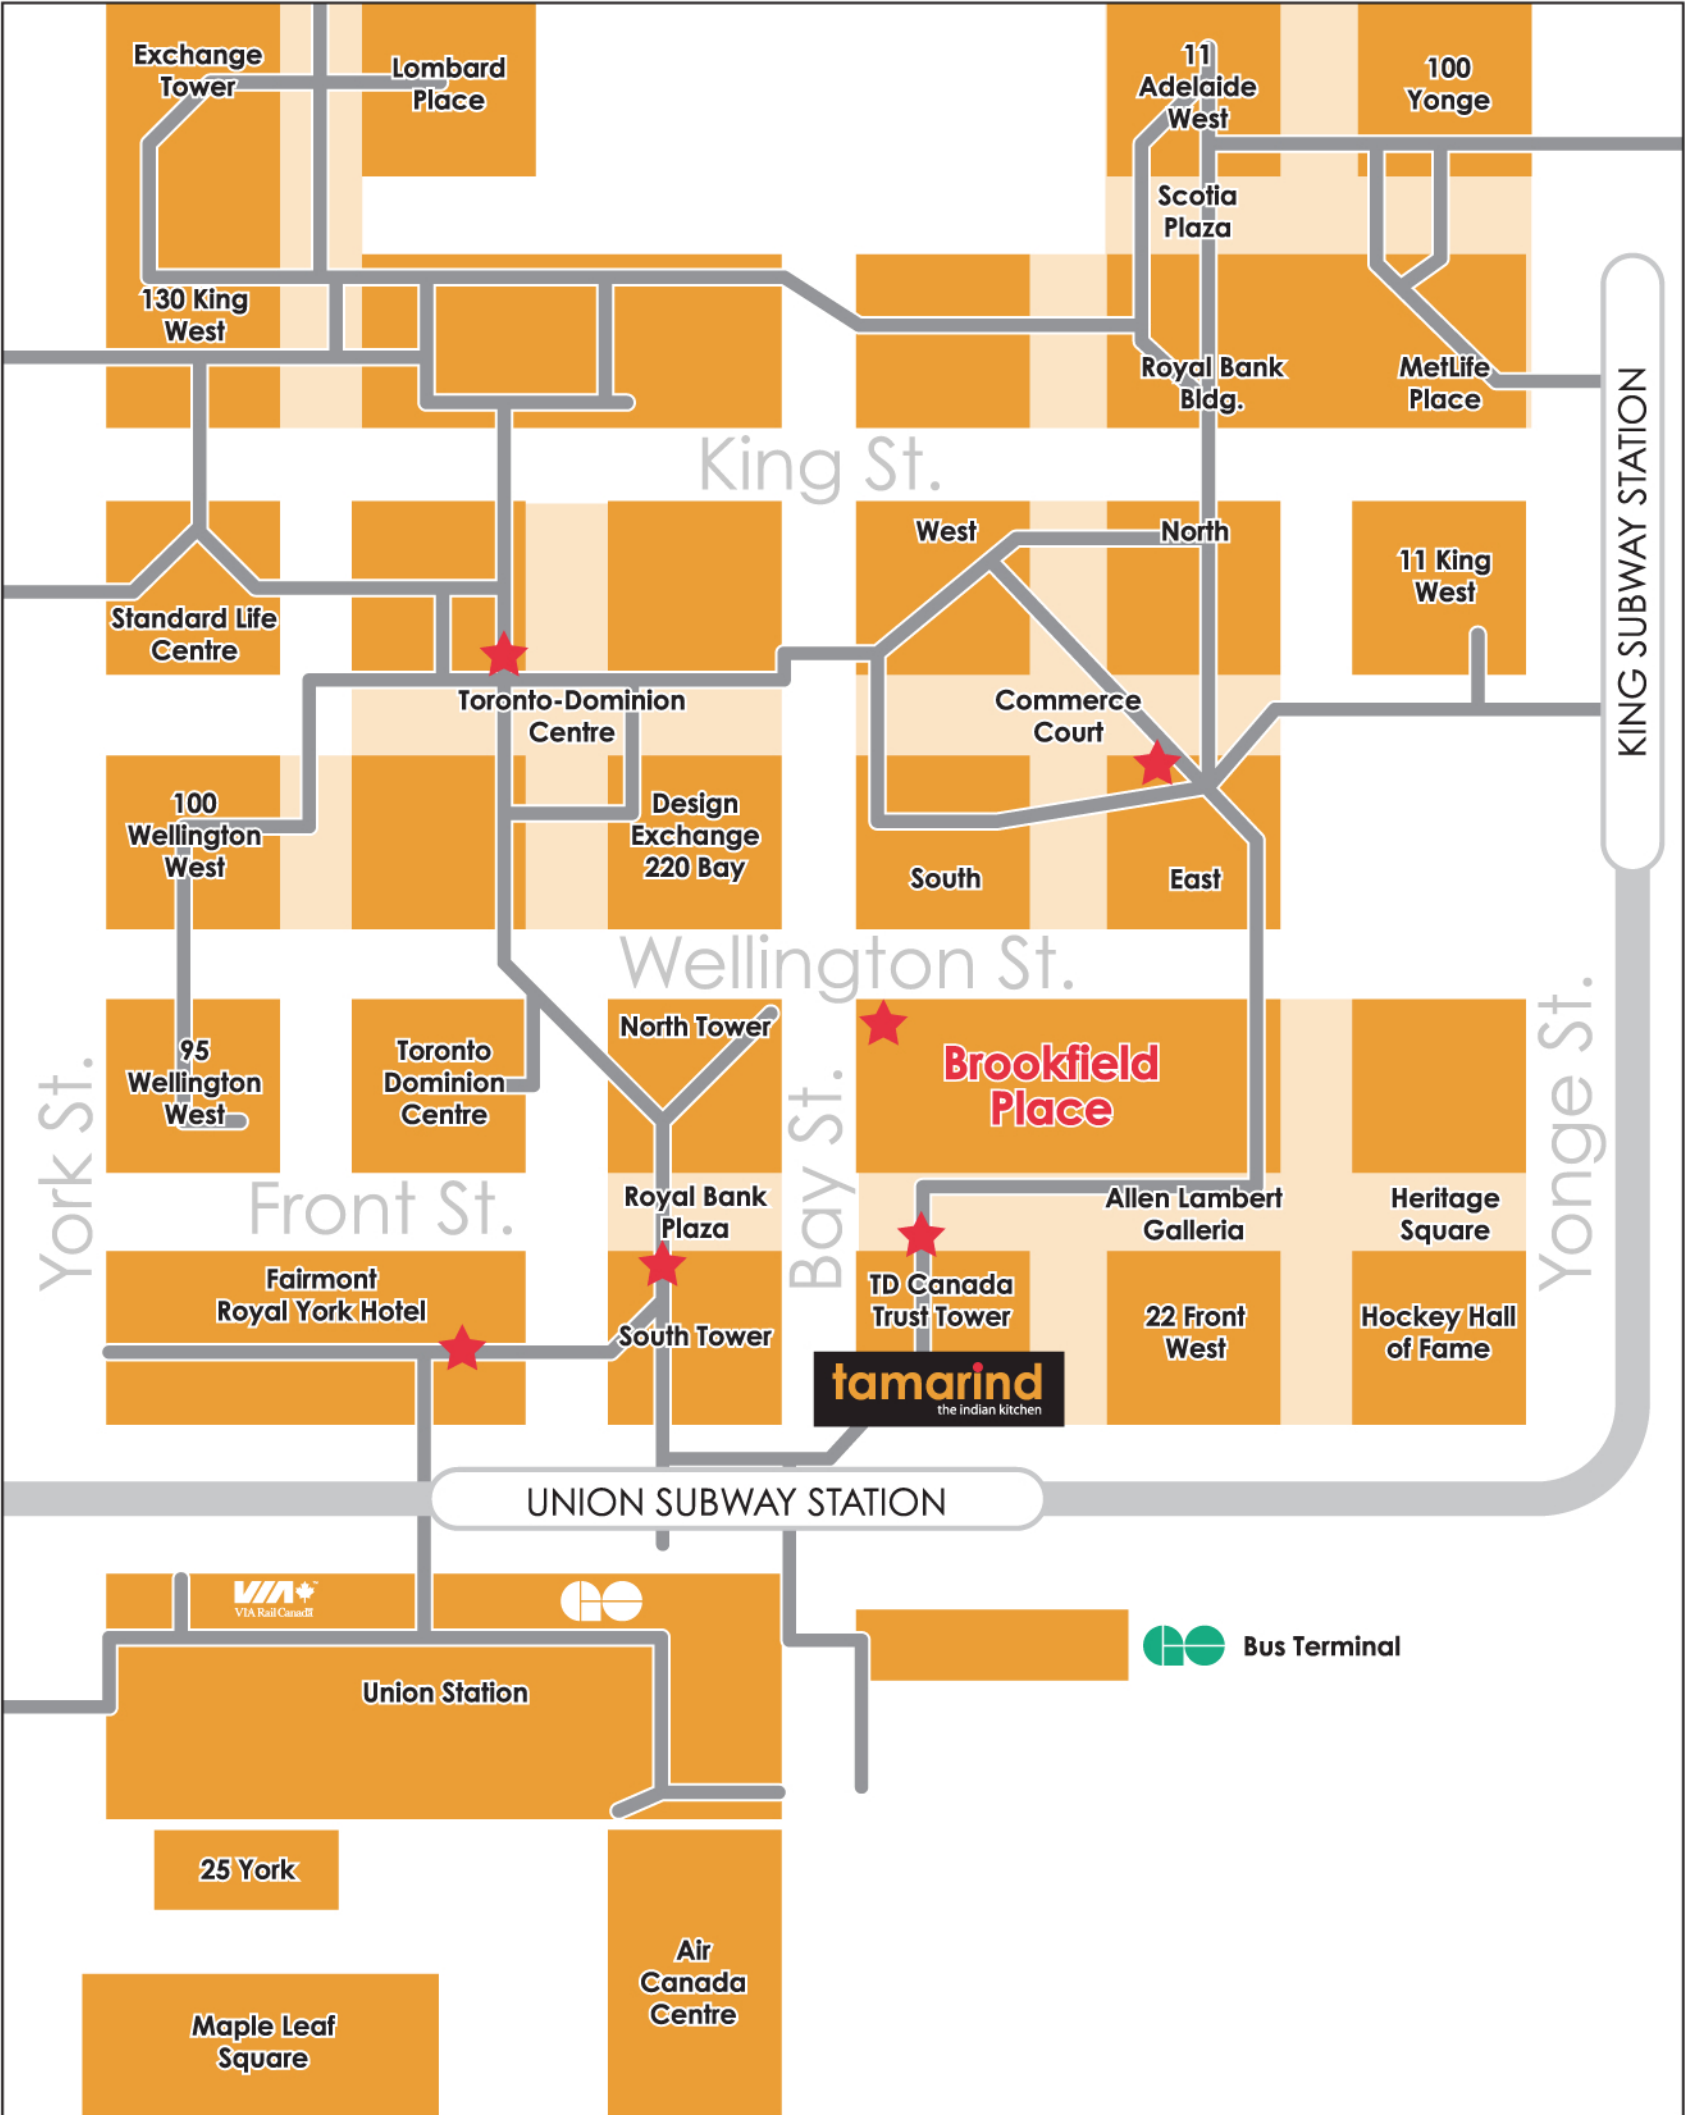 Exchange
Tower
Lombard
Place
11
Adelaide
West
100
Yonge
Scotia
Plaza
130 King
West
Royal Bank
Bldg.
MetLife
Place
King St.
KING SUBWAY STATION
West
North
11 King
West
Standard Life
Centre
Toronto-Dominion
Centre
Commerce
Court
100
Wellington
West
Design
Exchange
220 Bay
South
East
Wellington St.
North Tower
95
Wellington
West
Toronto
Dominion
Centre
Brookfield
Place
York St.
Bay St.
Yonge St.
Front St.
Royal Bank
Plaza
Allen Lambert
Galleria
Heritage
Square
Fairmont
Royal York Hotel
South Tower
TD Canada
Trust Tower
22 Front
West
Hockey Hall
of Fame
tamarind
the indian kitchen
UNION SUBWAY STATION
VIA
VIA Rail Canada
GO
GO
Bus Terminal
Union Station
25 York
Air
Canada
Centre
Maple Leaf
Square